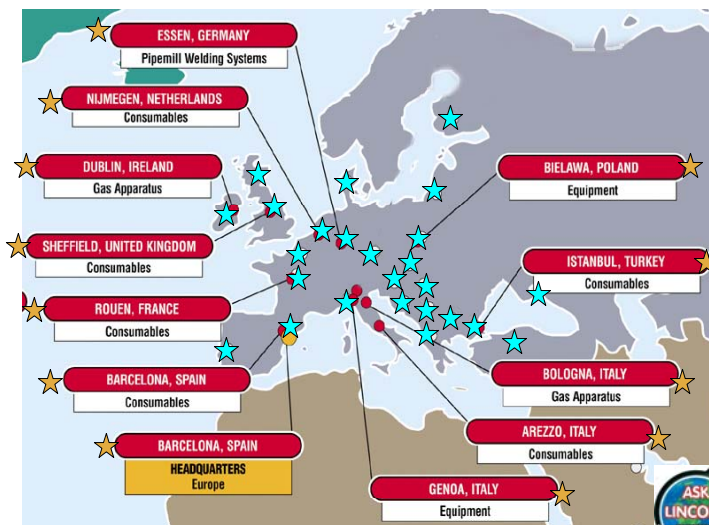 ESSEN, GERMANY
Pipemill Welding Systems
NIJMEGEN, NETHERLANDS
Consumables
DUBLIN, IRELAND
Gas Apparatus
BIELAWA, POLAND
Equipment
SHEFFIELD, UNITED KINGDOM
Consumables
ISTANBUL, TURKEY
Consumables
ROUEN, FRANCE
Consumables
BARCELONA, SPAIN
Consumables
BOLOGNA, ITALY
Gas Apparatus
AREZZO, ITALY
Consumables
BARCELONA, SPAIN
HEADQUARTERS
Europe
GENOA, ITALY
Equipment
ASK